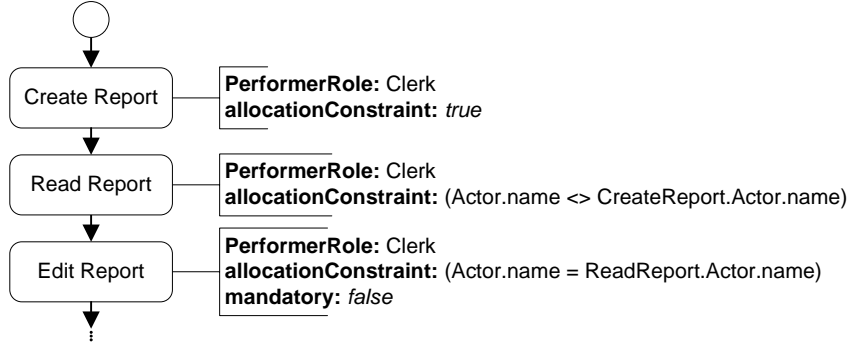 Create Report
PerformerRole: Clerk
allocationConstraint: true
Read Report
PerformerRole: Clerk
allocationConstraint: (Actor.name <> CreateReport.Actor.name)
Edit Report
PerformerRole: Clerk
allocationConstraint: (Actor.name = ReadReport.Actor.name)
mandatory: false